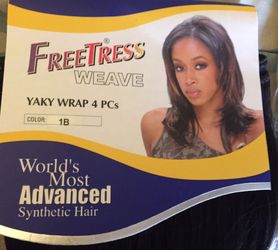 FREETRESS®
WEAVE
YAKY WRAP 4 PCs
COLOR: 1B
World's
Most
Advanced
Synthetic Hair